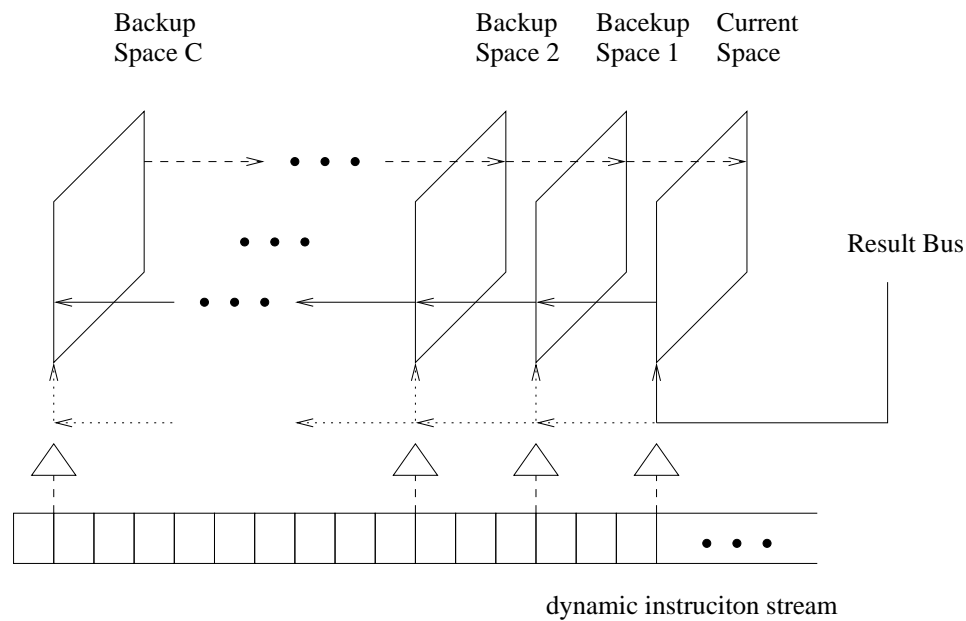 Backup
Space C
Backup
Space 2
Bacekup
Space 1
Current
Space
Result Bus
dynamic instruciton stream